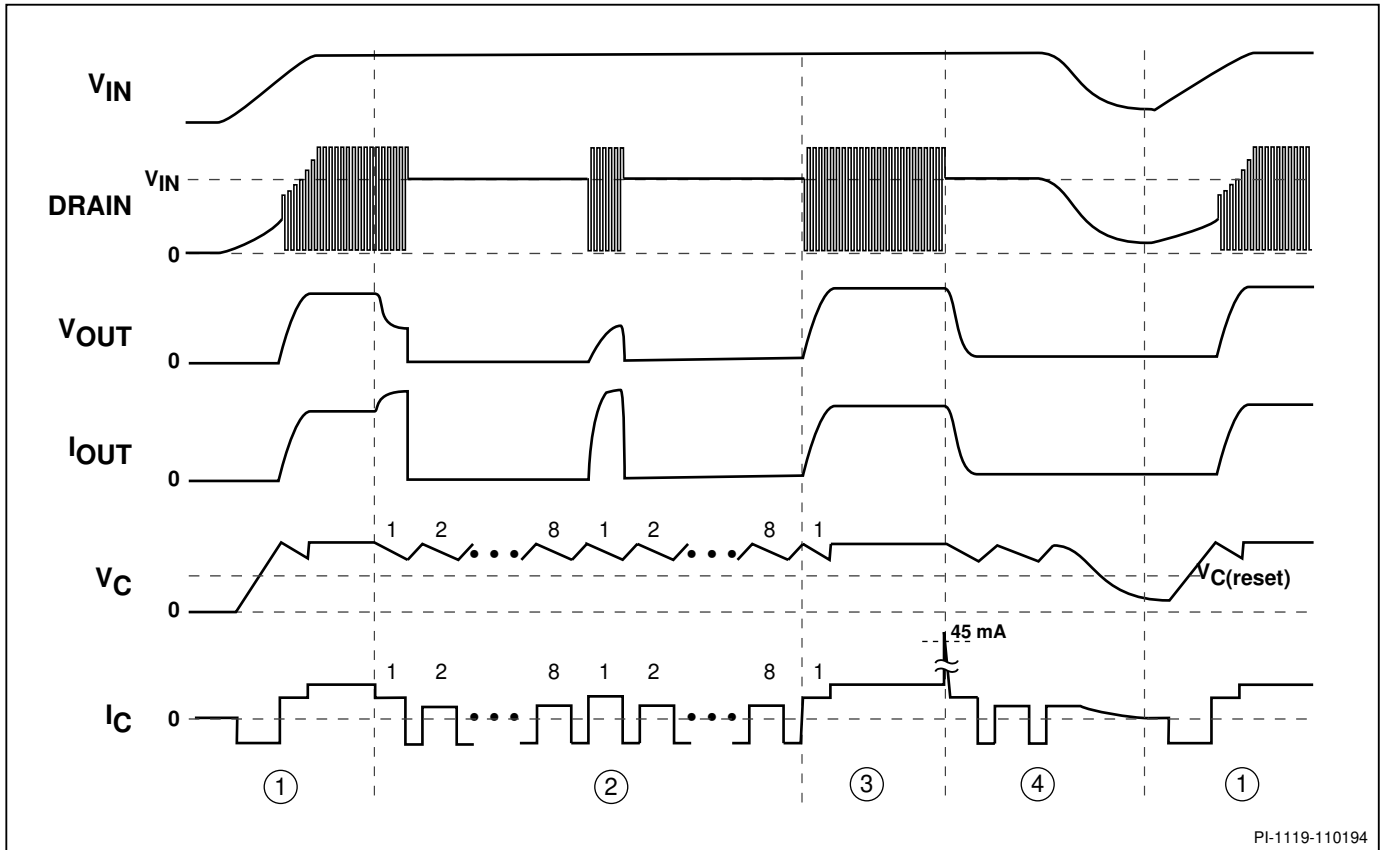 VIN
VIN
DRAIN
0
VOUT
0
IOUT
0
1 2 8 1 2 8 1
VC
VC(reset)
0
45 mA
1 2 8 1 2 8 1
IC
0
1 2 3 4 1
PI-1119-110194